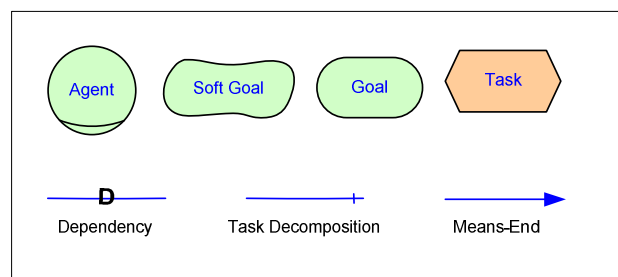 Agent
Soft Goal
Goal
Task
D
Dependency
Task Decomposition
Means-End